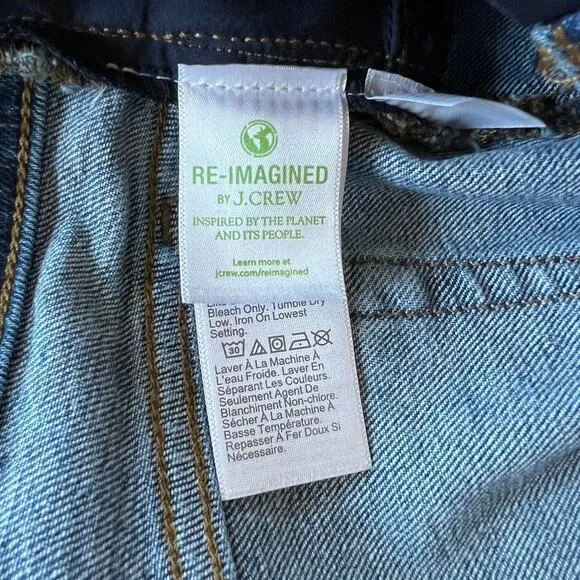 RE-IMAGINED
BY J.CREW
INSPIRED BY THE PLANET
AND ITS PEOPLE.
Learn more at
jcrew.com/reimagined
Bleach Only. Tumble Dry
Low. Iron On Lowest
Setting.
30
Laver À La Machine À
L'eau Froide. Laver En
Séparant Les Couleurs.
Seulement Agent De
Blanchiment Non-chlore.
Sécher À La Machine À
Basse Température.
Repasser À Fer Doux Si
Nécessaire.